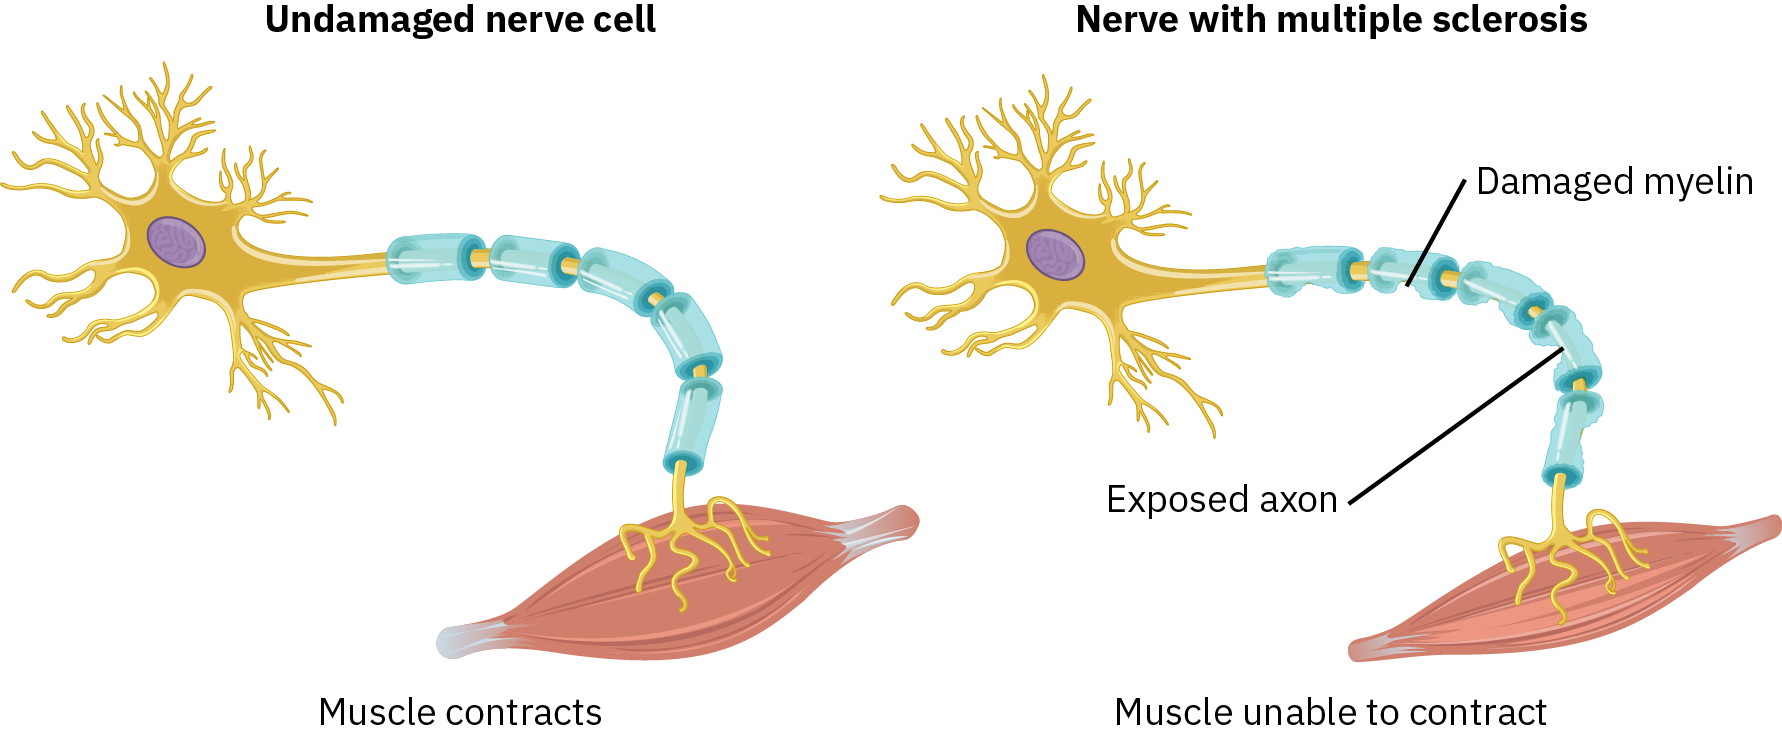 Undamaged nerve cell
Nerve with multiple sclerosis
Damaged myelin
Exposed axon
Muscle contracts
Muscle unable to contract